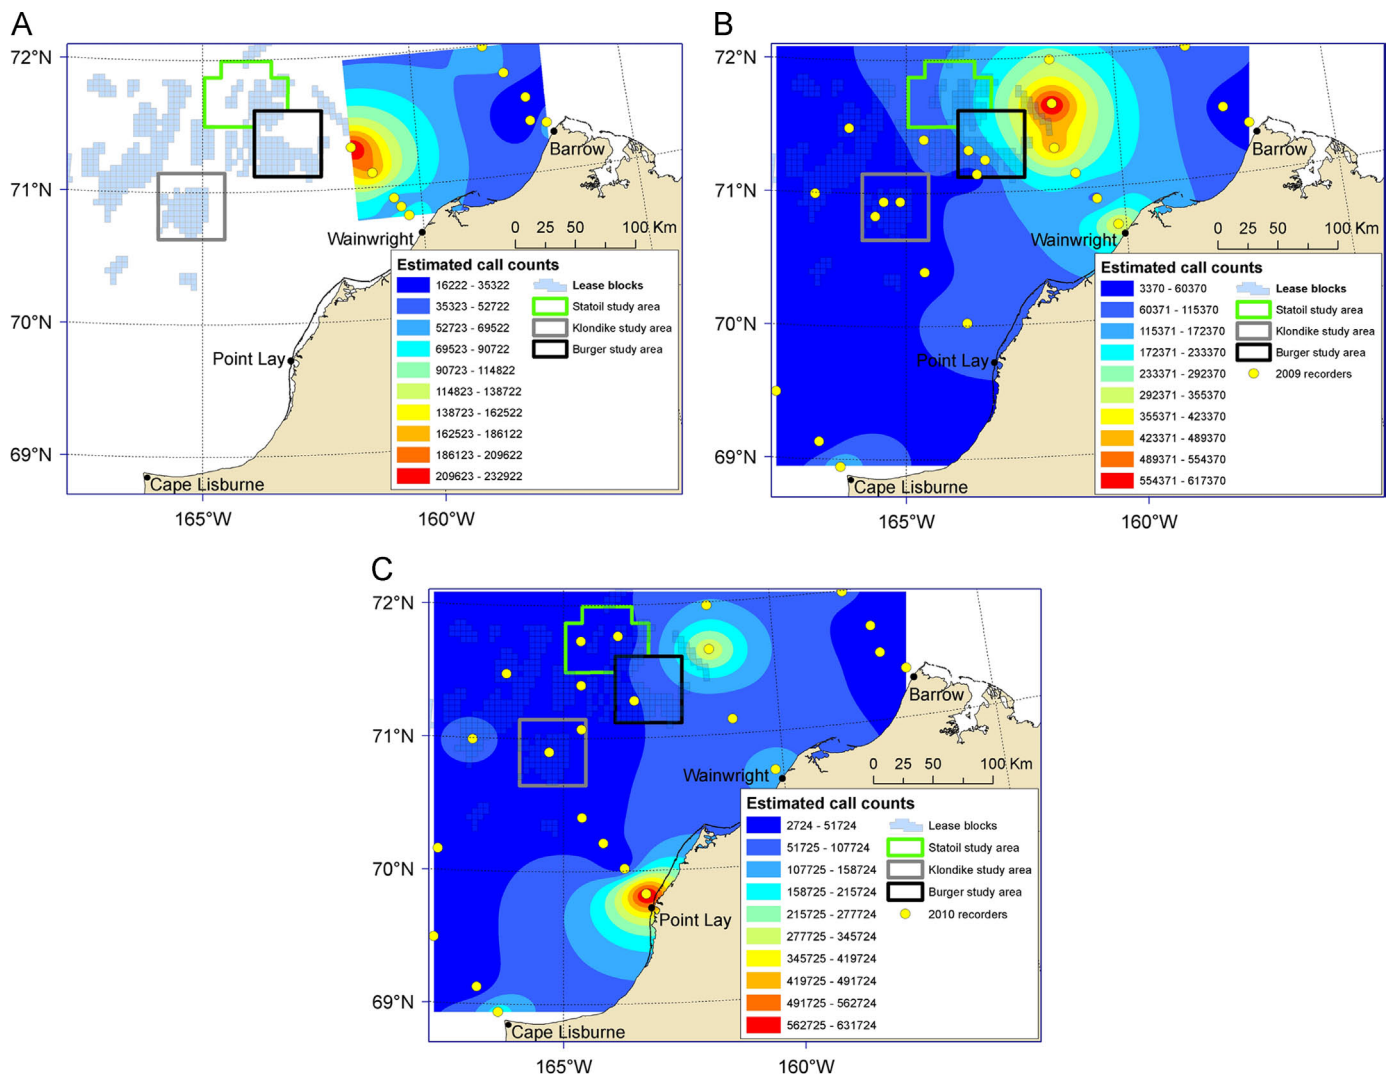 A
72°N
71°N
70°N
69°N
165°W
160°W
Barrow
Wainwright
Point Lay
Cape Lisburne
0 25 50 100 Km
Estimated call counts
16222 - 35322
35323 - 52722
52723 - 69522
69523 - 90722
90723 - 114822
114823 - 138722
138723 - 162522
162523 - 186122
186123 - 209622
209623 - 232922
Lease blocks
Statoil study area
Klondike study area
Burger study area
B
72°N
71°N
70°N
69°N
165°W
160°W
Barrow
Wainwright
Point Lay
Cape Lisburne
0 25 50 100 Km
Estimated call counts
3370 - 60370
60371 - 115370
115371 - 172370
172371 - 233370
233371 - 292370
292371 - 355370
355371 - 423370
423371 - 489370
489371 - 554370
554371 - 617370
Lease blocks
Statoil study area
Klondike study area
Burger study area
2009 recorders
C
72°N
71°N
70°N
69°N
165°W
160°W
Barrow
Wainwright
Point Lay
Cape Lisburne
0 25 50 100 Km
Estimated call counts
2724 - 51724
51725 - 107724
107725 - 158724
158725 - 215724
215725 - 277724
277725 - 345724
345725 - 419724
419725 - 491724
491725 - 562724
562725 - 631724
Lease blocks
Statoil study area
Klondike study area
Burger study area
2010 recorders